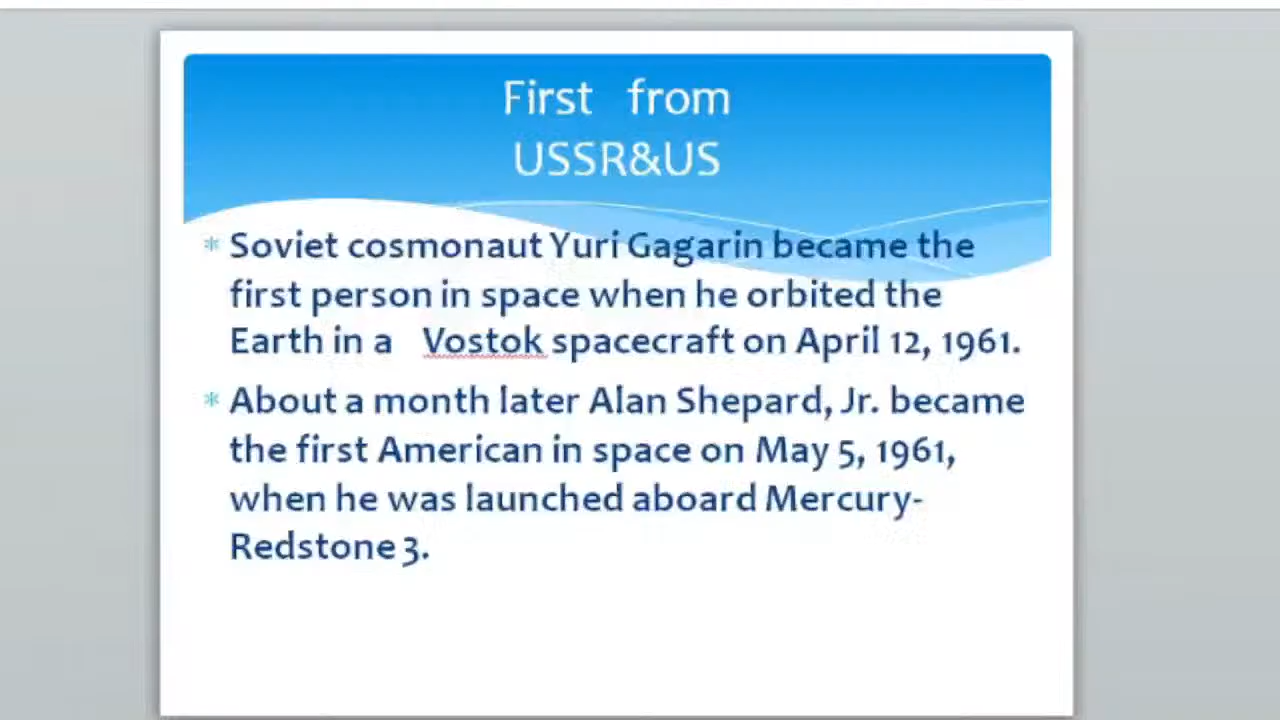 First from
USSR&US
* Soviet cosmonaut Yuri Gagarin became the
first person in space when he orbited the
Earth in a Vostok spacecraft on April 12, 1961.
* About a month later Alan Shepard, Jr. became
the first American in space on May 5, 1961,
when he was launched aboard Mercury-
Redstone 3.